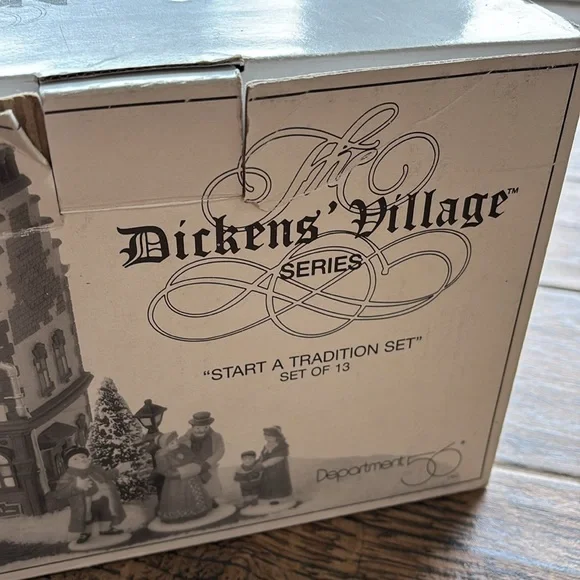 The
Dickens' Village™
SERIES
"START A TRADITION SET"
SET OF 13
Department 56